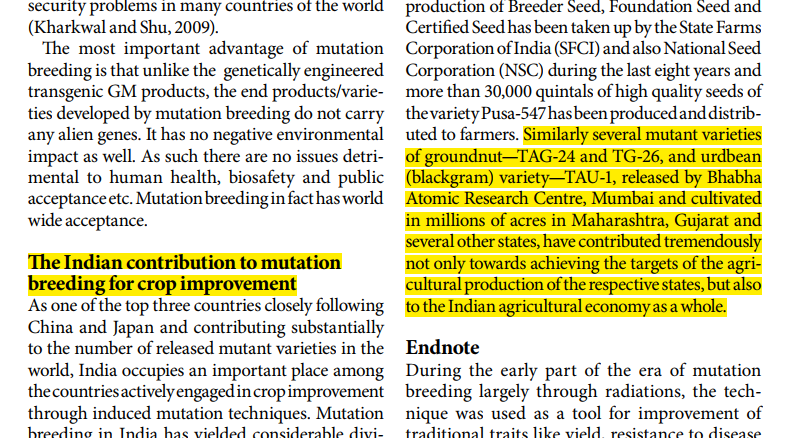 security problems in many countries of the world
(Kharkwal and Shu, 2009).
The most important advantage of mutation
breeding is that unlike the genetically engineered
transgenic GM products, the end products/varie-
ties developed by mutation breeding do not carry
any alien genes. It has no negative environmental
impact as well. As such there are no issues detri-
mental to human health, biosafety and public
acceptance etc. Mutation breeding in fact has world
wide acceptance.
The Indian contribution to mutation
breeding for crop improvement
As one of the top three countries closely following
China and Japan and contributing substantially
to the number of released mutant varieties in the
world, India occupies an important place among
the countries actively engaged in crop improvement
through induced mutation techniques. Mutation
breeding in India has yielded considerable divi-
production of Breeder Seed, Foundation Seed and
Certified Seed has been taken up by the State Farms
Corporation of India (SFCI) and also National Seed
Corporation (NSC) during the last eight years and
more than 30,000 quintals of high quality seeds of
the variety Pusa-547 has been produced and distrib-
uted to farmers. Similarly several mutant varieties
of groundnut—TAG-24 and TG-26, and urdbean
(blackgram) variety—TAU-1, released by Bhabha
Atomic Research Centre, Mumbai and cultivated
in millions of acres in Maharashtra, Gujarat and
several other states, have contributed tremendously
not only towards achieving the targets of the agri-
cultural production of the respective states, but also
to the Indian agricultural economy as a whole.
Endnote
During the early part of the era of mutation
breeding largely through radiations, the tech-
nique was used as a tool for improvement of
traditional traits like yield, resistance to disease